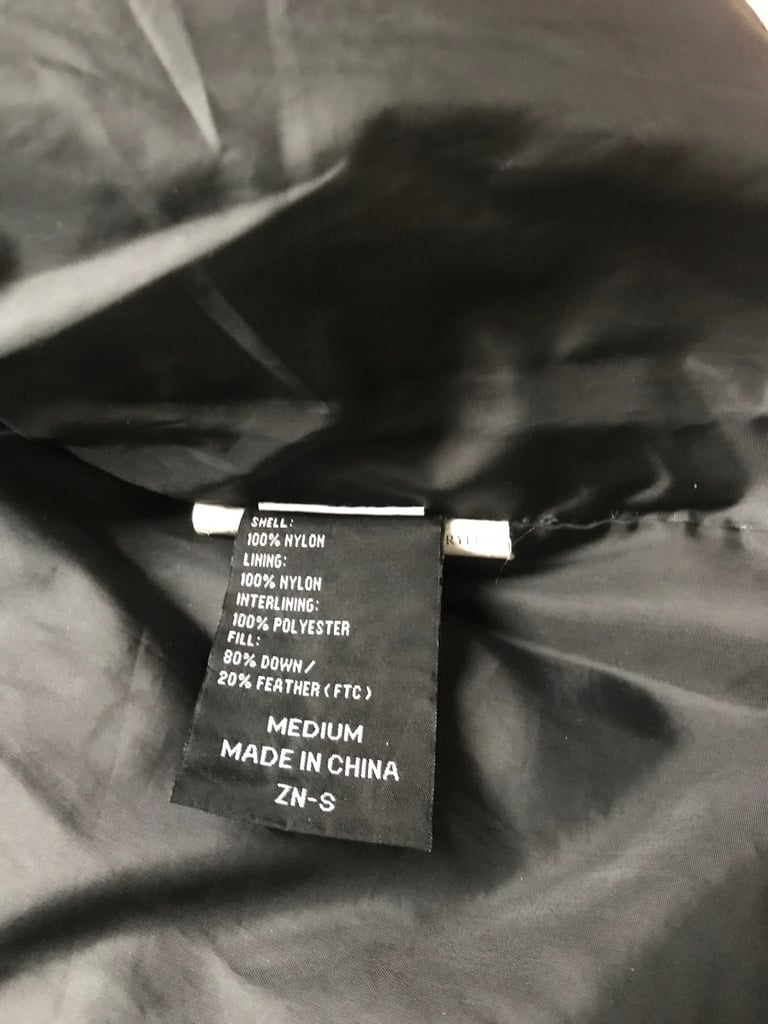 SHELL:
100% NYLON
LINING:
100% NYLON
INTERLINING:
100% POLYESTER
FILL:
80% DOWN /
20% FEATHER (FTC)
MEDIUM
MADE IN CHINA
ZN-S